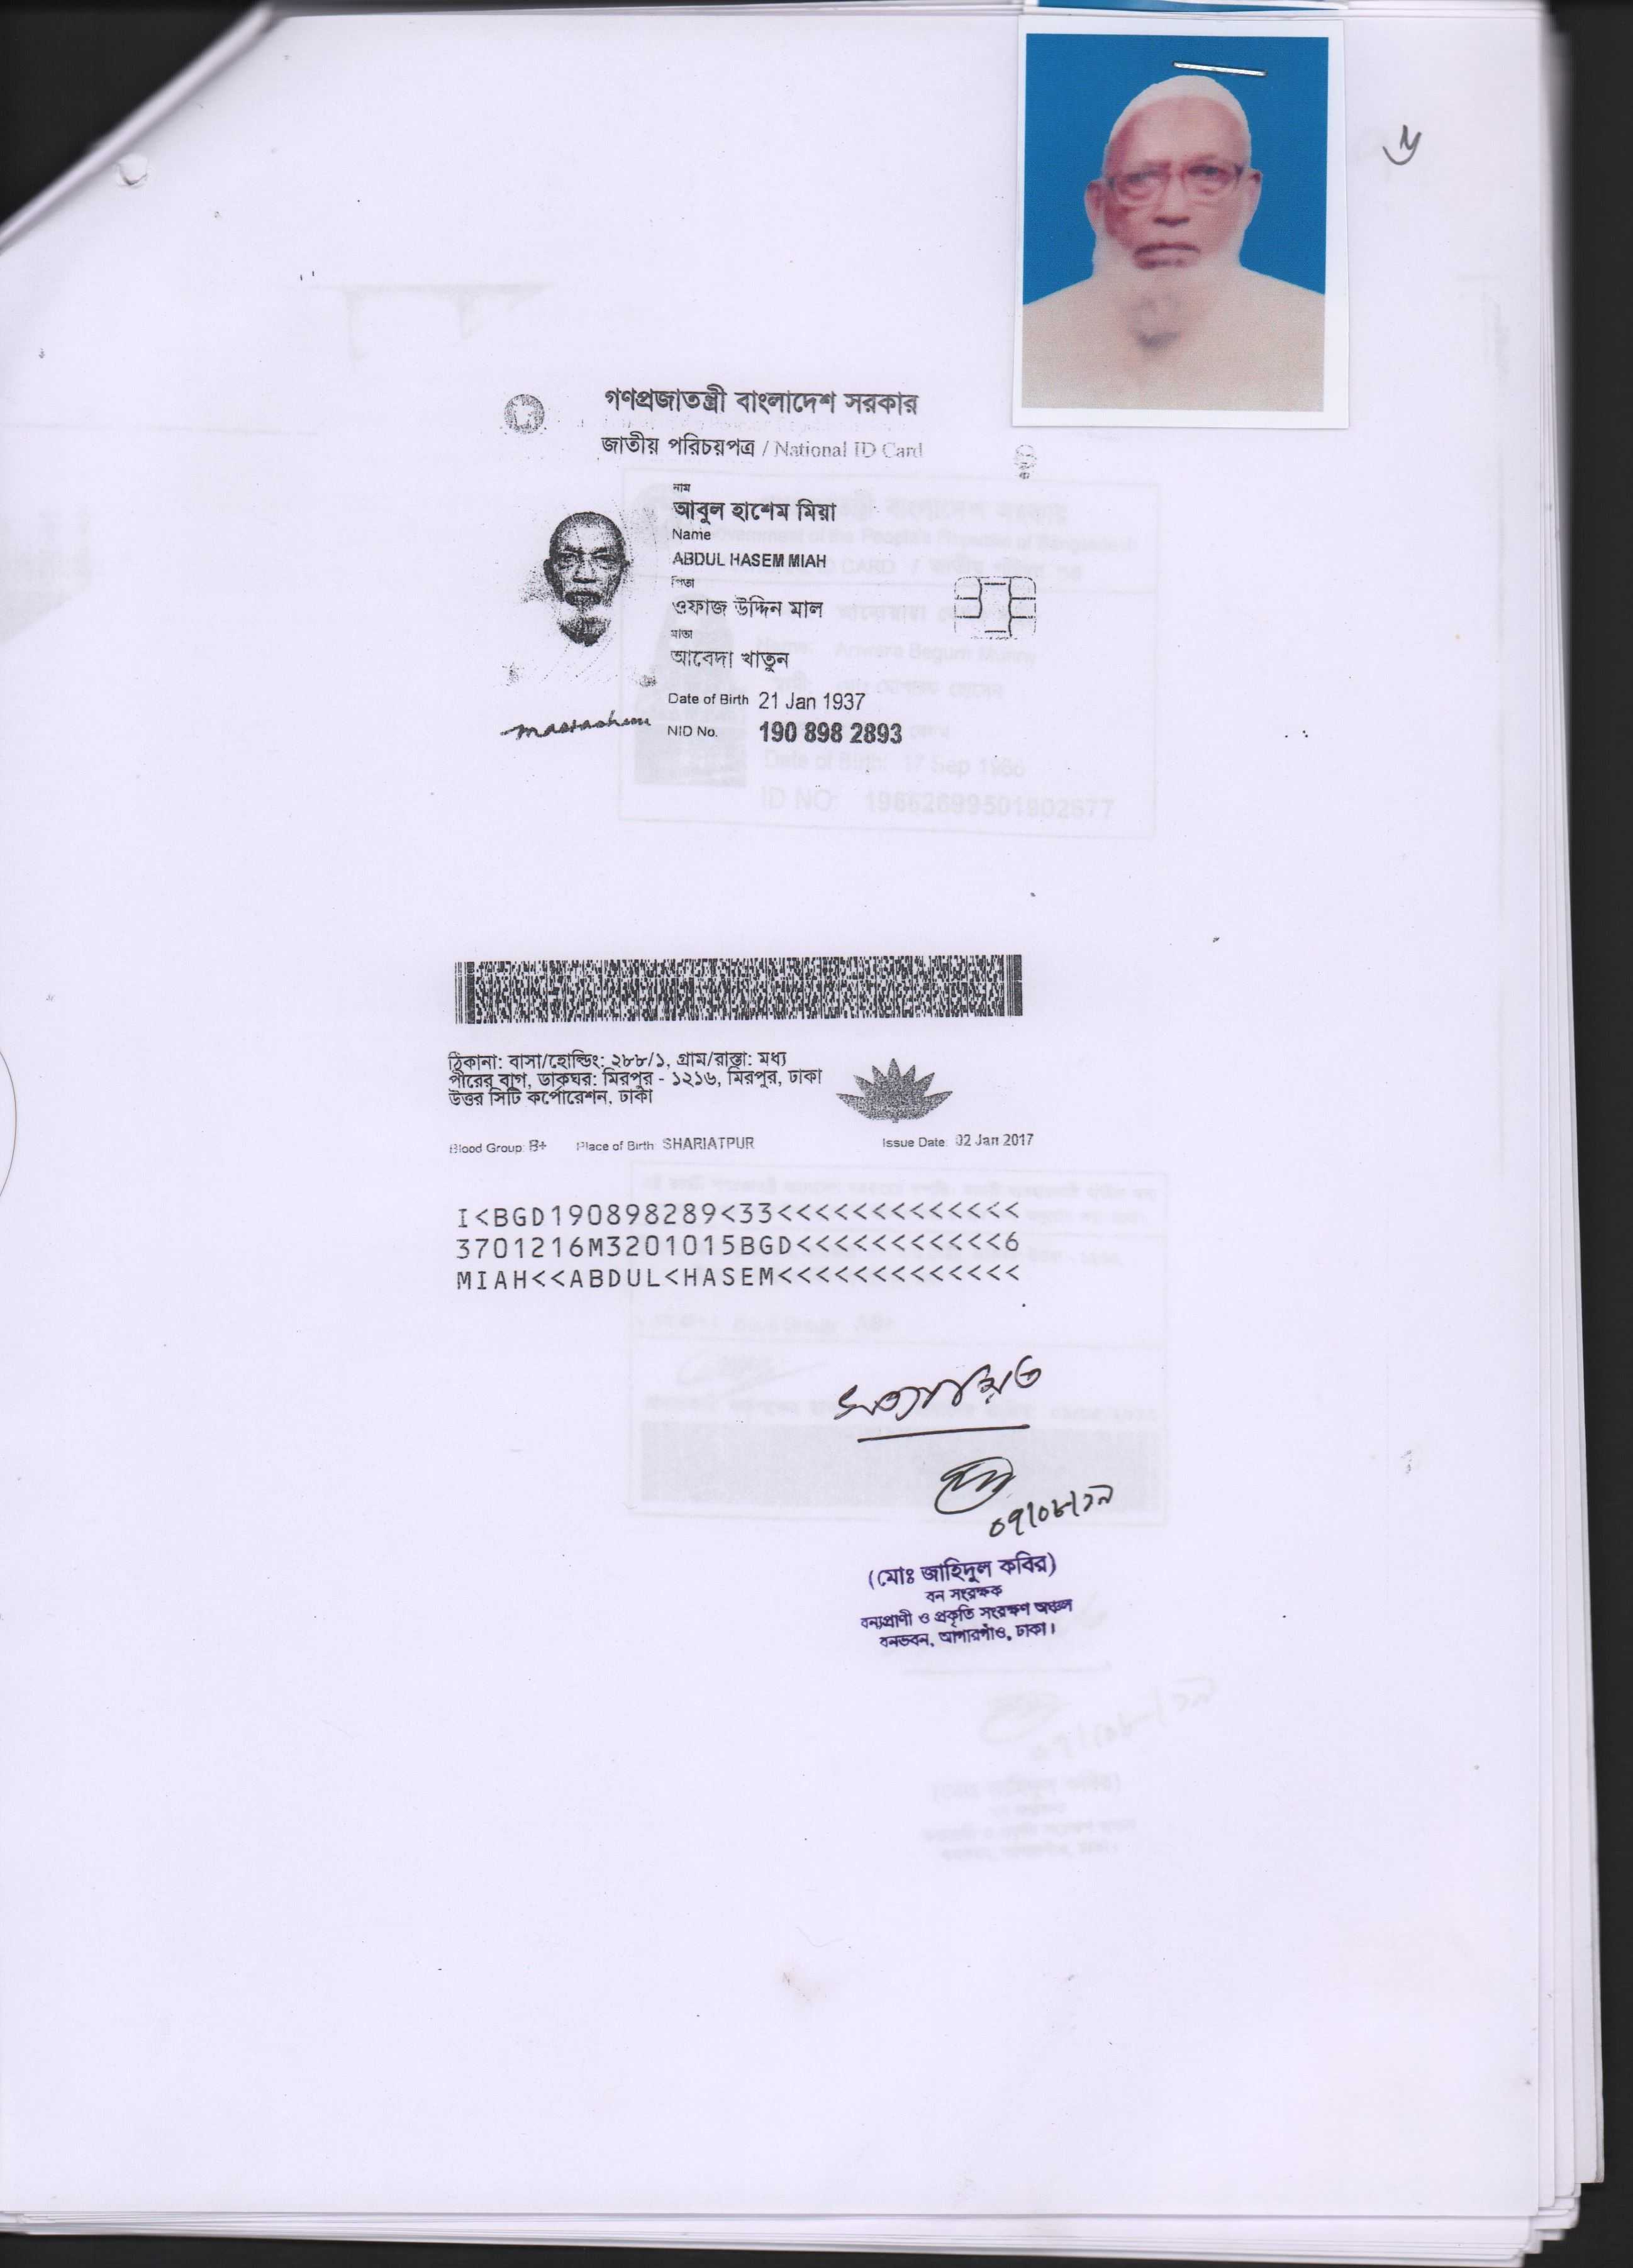 গণপ্রজাতন্ত্রী বাংলাদেশ সরকার
জাতীয় পরিচয়পত্র / National ID Card
নাম
আবুল হাশেম মিয়া
Name
ABDUL HASEM MIAH
পিতা
ওফাজ উদ্দিন মাল
মাতা
আবেদা খাতুন
Date of Birth 21 Jan 1937
NID No. 190 898 2893
ঠিকানা: বাসা/হোল্ডিং: ২৮৮/১, গ্রাম/রাস্তা: মধ্য
পীরের বাগ, ডাকঘর: মিরপুর - ১২১৬, মিরপুর, ঢাকা
উত্তর সিটি কর্পোরেশন, ঢাকা
Blood Group: B+ Place of Birth: SHARIATPUR Issue Date: 02 Jan 2017
I<BGD190898289<33<<<<<<<<<<<<<
3701216M3201015BGD<<<<<<<<<<<6
MIAH<<ABDUL<HASEM<<<<<<<<<<<<<
সত্যায়িত
০৭/০৮/১৯
(মোঃ জাহিদুল কবির)
বন সংরক্ষক
বন্যপ্রাণী ও প্রকৃতি সংরক্ষণ অঞ্চল
বনভবন, আগারগাঁও, ঢাকা।